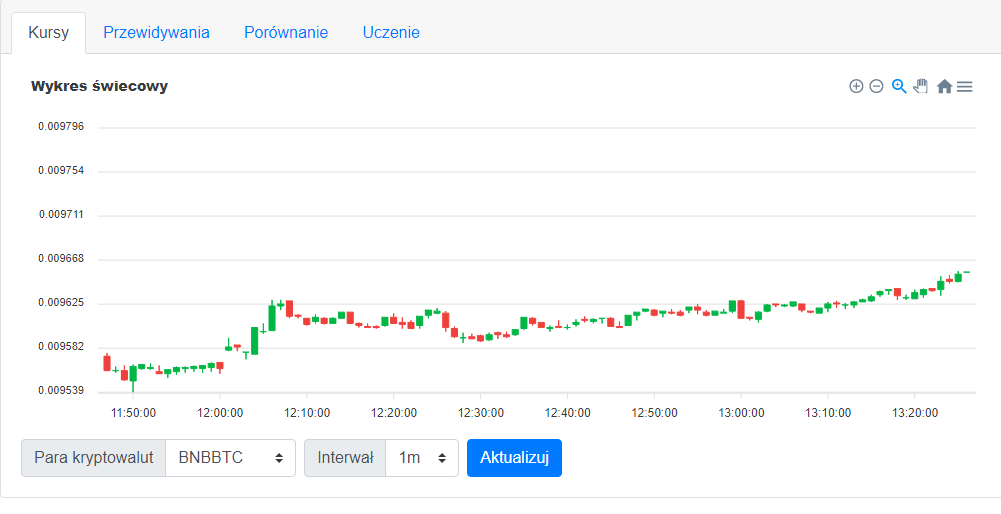 Kursy Przewidywania Porównanie Uczenie
Wykres świecowy
0.009796
0.009754
0.009711
0.009668
0.009625
0.009582
0.009539
11:50:00 12:00:00 12:10:00 12:20:00 12:30:00 12:40:00 12:50:00 13:00:00 13:10:00 13:20:00
Para kryptowalut BNBBTC Interwał 1m Aktualizuj